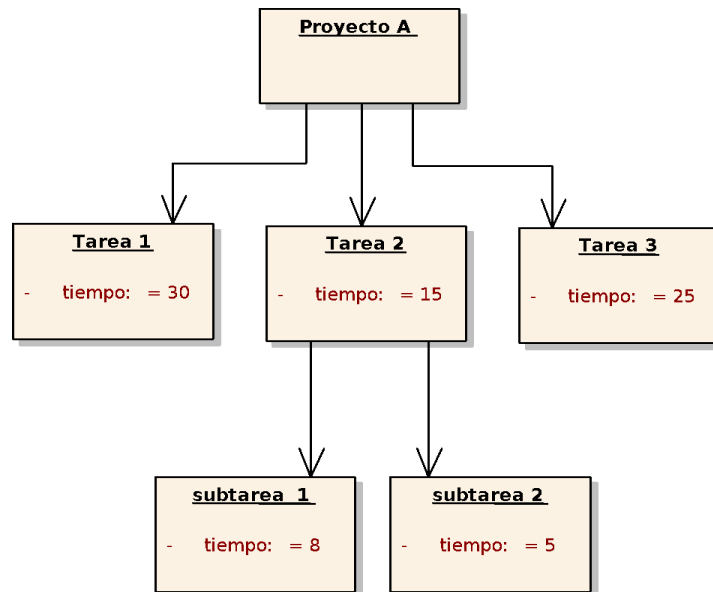 Proyecto A
Tarea 1
- tiempo: = 30
Tarea 2
- tiempo: = 15
Tarea 3
- tiempo: = 25
subtarea 1
- tiempo: = 8
subtarea 2
- tiempo: = 5